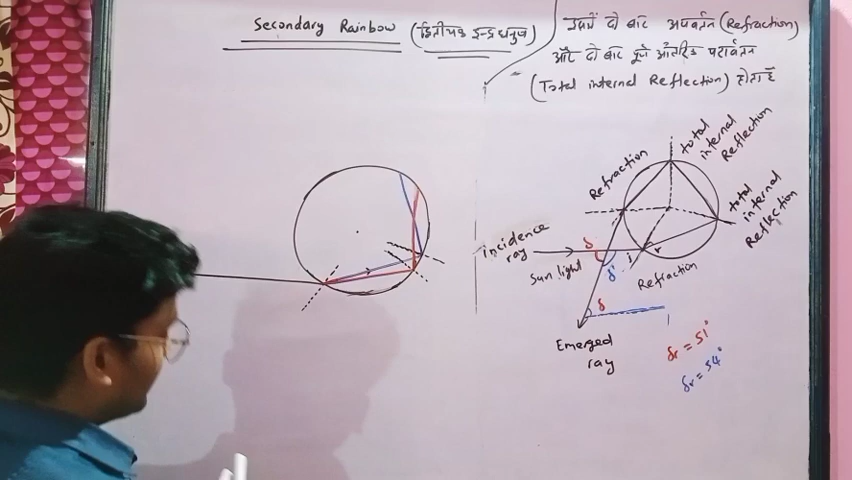 Secondary Rainbow (द्वितीयक इन्द्रधनुष)
इसमें दो बार अपवर्तन (Refraction)
और दो बार पूर्ण आंतरिक परावर्तन
(Total internal Reflection) होता है
total
internal
Reflection
Refraction
total
internal
Reflection
incidence
ray
Sun light
δ
i
r
δ'
Refraction
δ
Emerged
ray
δr = 51°
δv = 54°